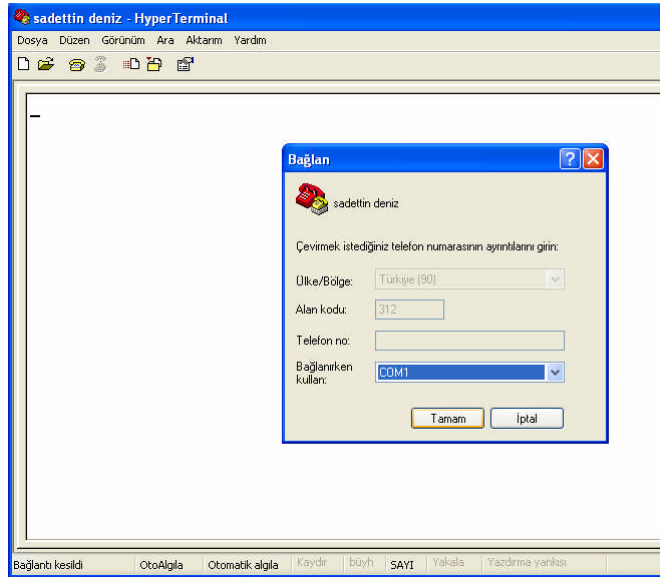 sadettin deniz - HyperTerminal
Dosya Düzen Görünüm Ara Aktarım Yardım
Bağlan
sadettin deniz
Çevirmek istediğiniz telefon numarasının ayrıntılarını girin:
Ülke/Bölge: Türkiye (90)
Alan kodu: 312
Telefon no:
Bağlanırken
kullan: COM1
Tamam İptal
Bağlantı kesildi OtoAlgıla Otomatik algıla Kaydır büyh SAYI Yakala Yazdırma yankısı